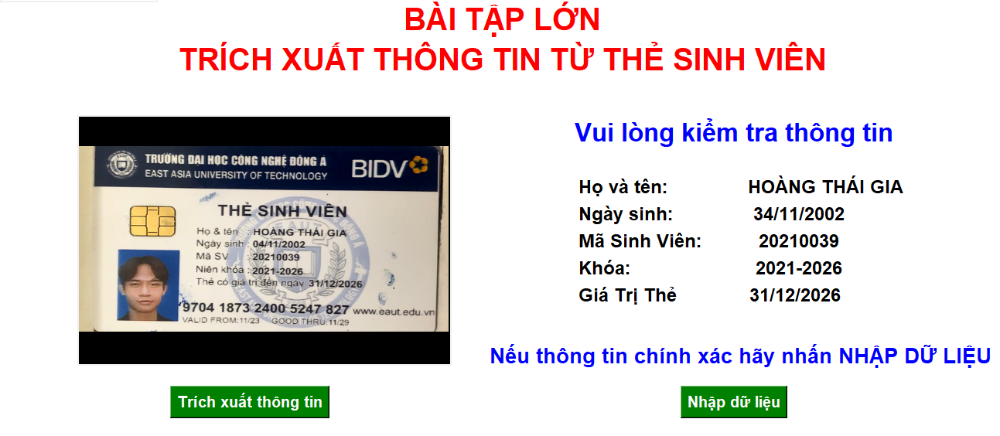 BÀI TẬP LỚN
TRÍCH XUẤT THÔNG TIN TỪ THẺ SINH VIÊN
TRƯỜNG ĐẠI HỌC CÔNG NGHỆ ĐÔNG Á
EAST ASIA UNIVERSITY OF TECHNOLOGY
BIDV
THẺ SINH VIÊN
Họ & tên : HOÀNG THÁI GIA
Ngày sinh : 04/11/2002
Mã SV : 20210039
Niên khóa : 2021-2026
Thẻ có giá trị đến ngày 31/12/2026
9704 1873 2400 5247 827 www.eaut.edu.vn
VALID FROM:11/23 GOOD THRU:11/29
EAUT
Trích xuất thông tin
Vui lòng kiểm tra thông tin
Họ và tên: HOÀNG THÁI GIA
Ngày sinh: 34/11/2002
Mã Sinh Viên: 20210039
Khóa: 2021-2026
Giá Trị Thẻ 31/12/2026
Nếu thông tin chính xác hãy nhấn NHẬP DỮ LIỆU
Nhập dữ liệu